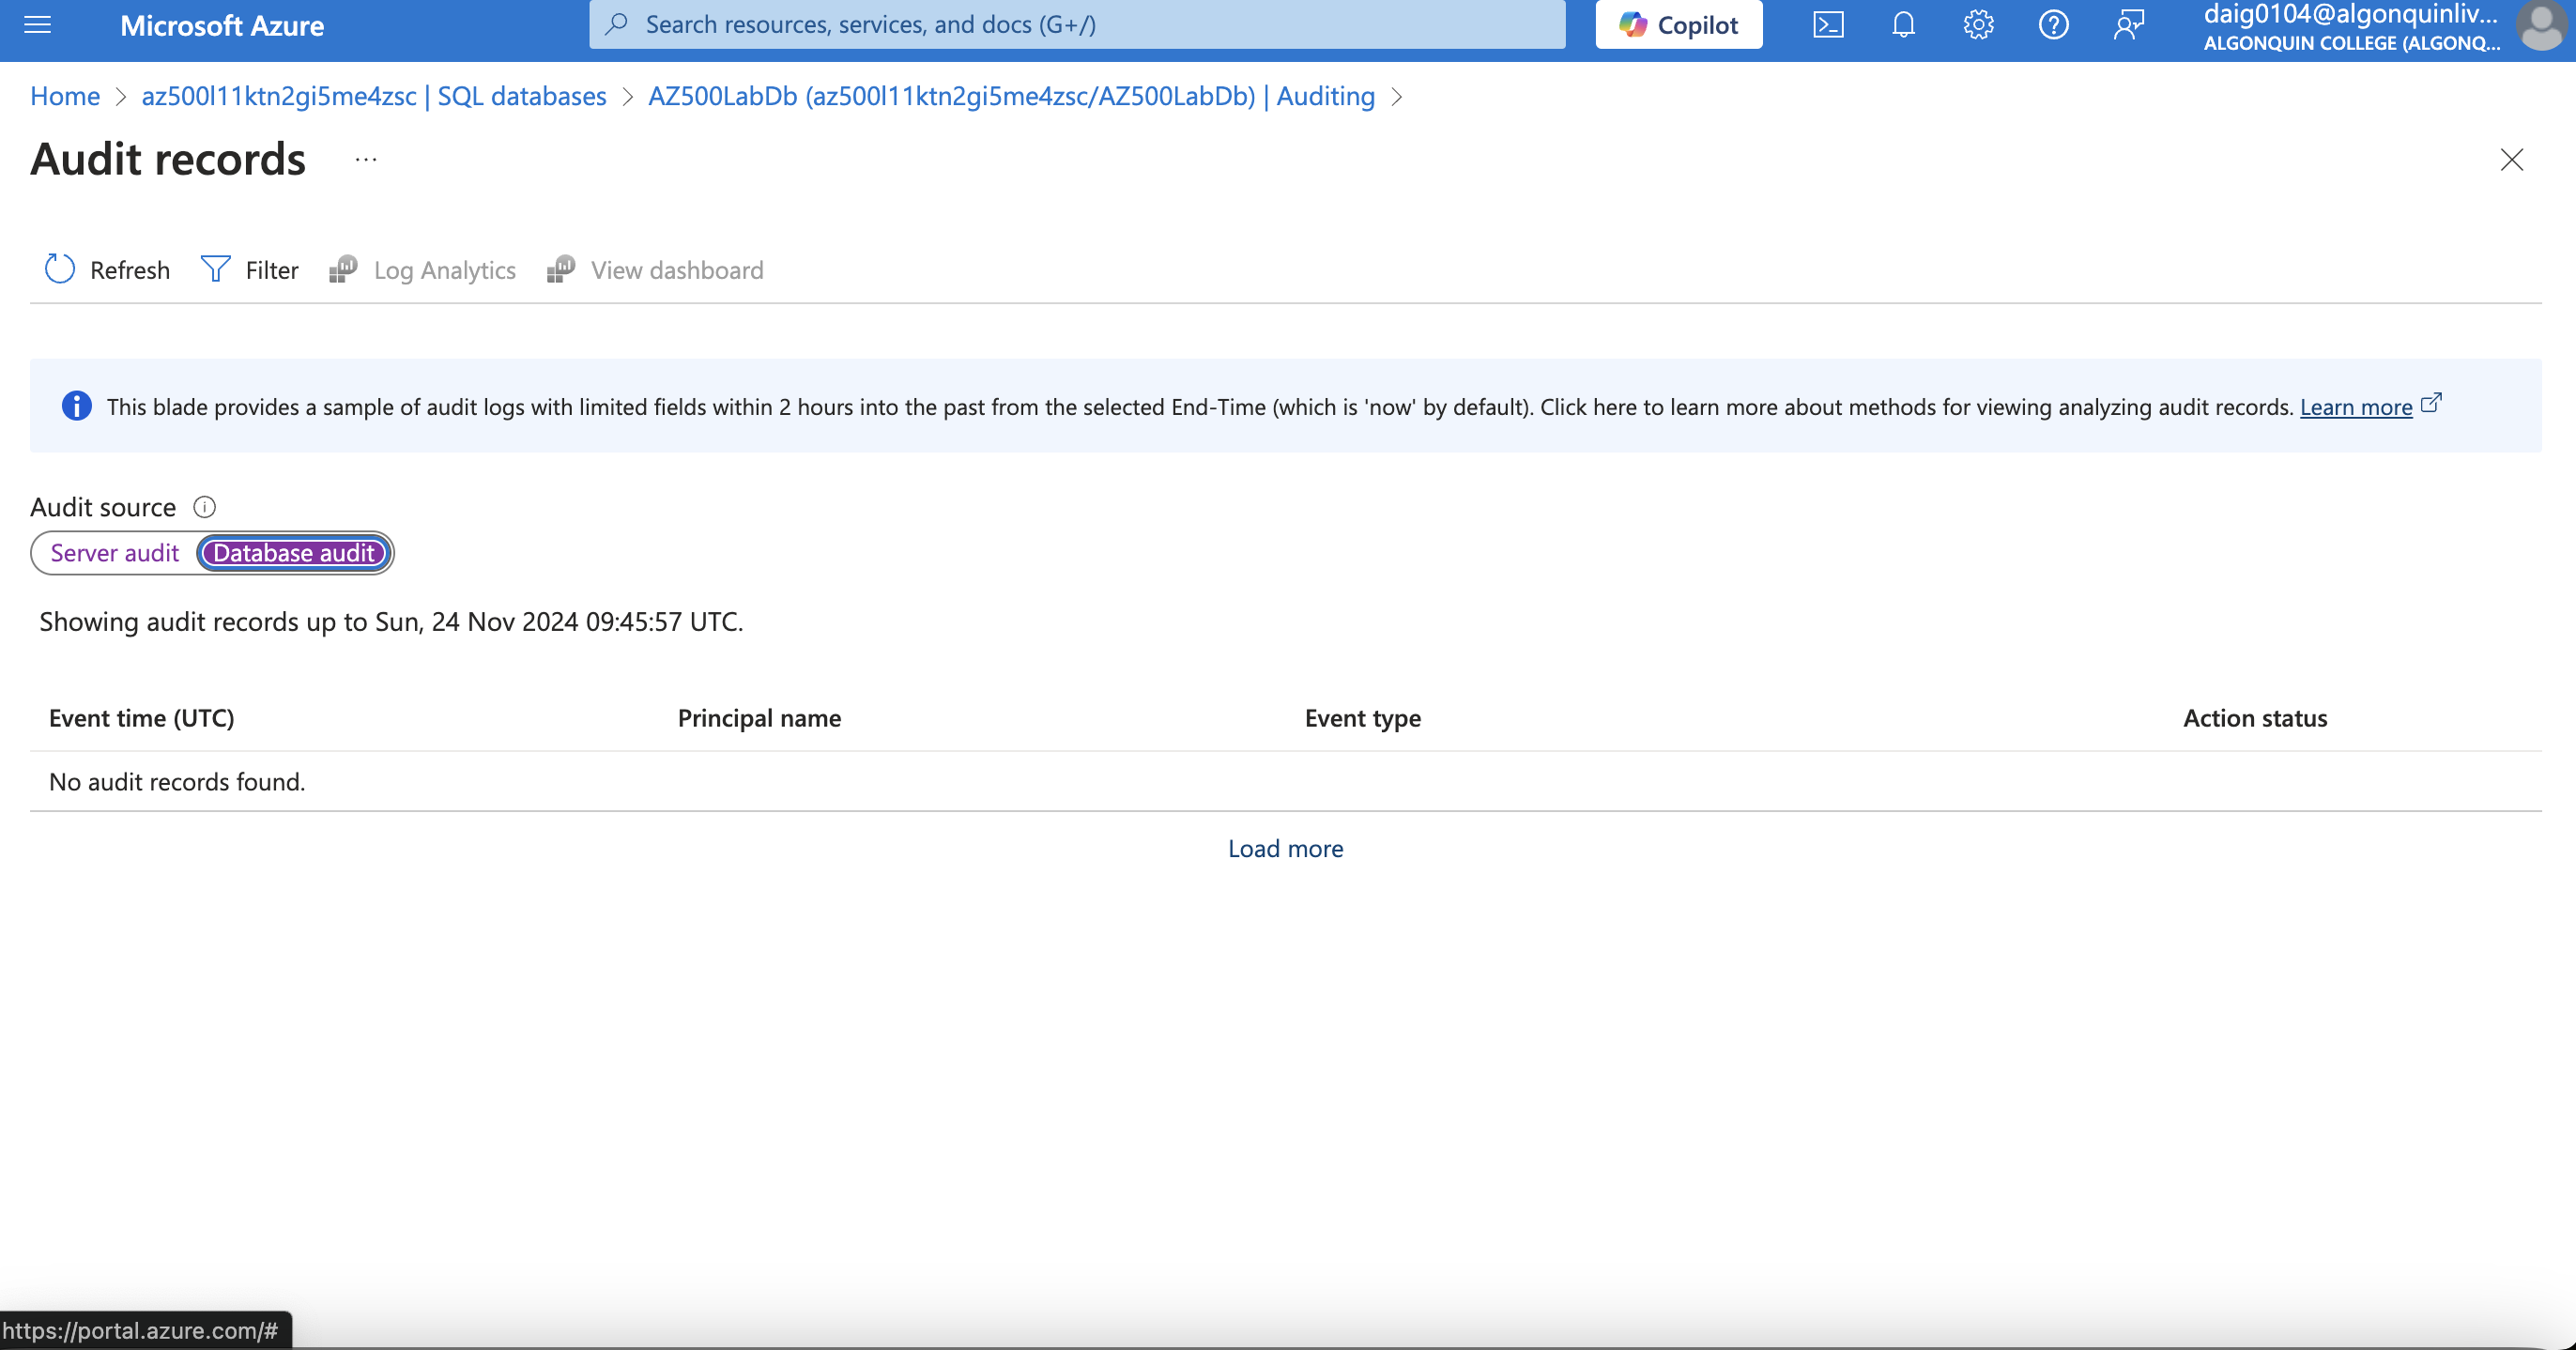 Microsoft Azure
Search resources, services, and docs (G+/)
Copilot
daig0104@algonquinliv...
ALGONQUIN COLLEGE (ALGONQ...
Home > az500l11ktn2gi5me4zsc | SQL databases > AZ500LabDb (az500l11ktn2gi5me4zsc/AZ500LabDb) | Auditing >
Audit records ...
Refresh Filter Log Analytics View dashboard
This blade provides a sample of audit logs with limited fields within 2 hours into the past from the selected End-Time (which is 'now' by default). Click here to learn more about methods for viewing analyzing audit records. Learn more
Audit source
Server audit Database audit
Showing audit records up to Sun, 24 Nov 2024 09:45:57 UTC.
Event time (UTC) Principal name Event type Action status
No audit records found.
Load more
https://portal.azure.com/#